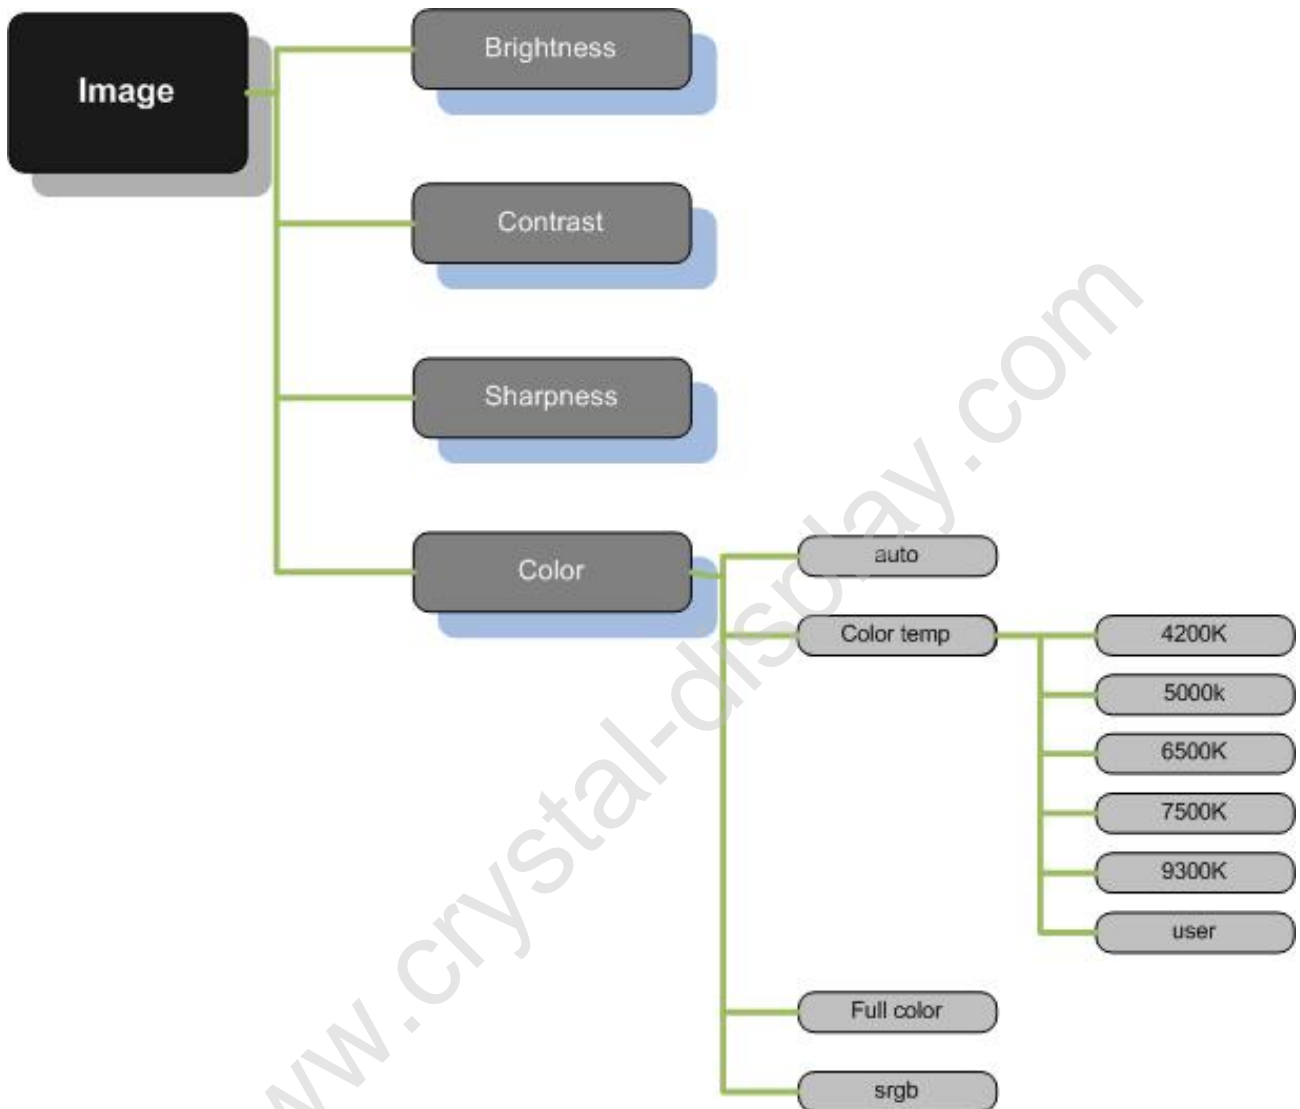 Image
Brightness
Contrast
Sharpness
Color
auto
Color temp
4200K
5000k
6500K
7500K
9300K
user
Full color
srgb
ww.crystal-display.com